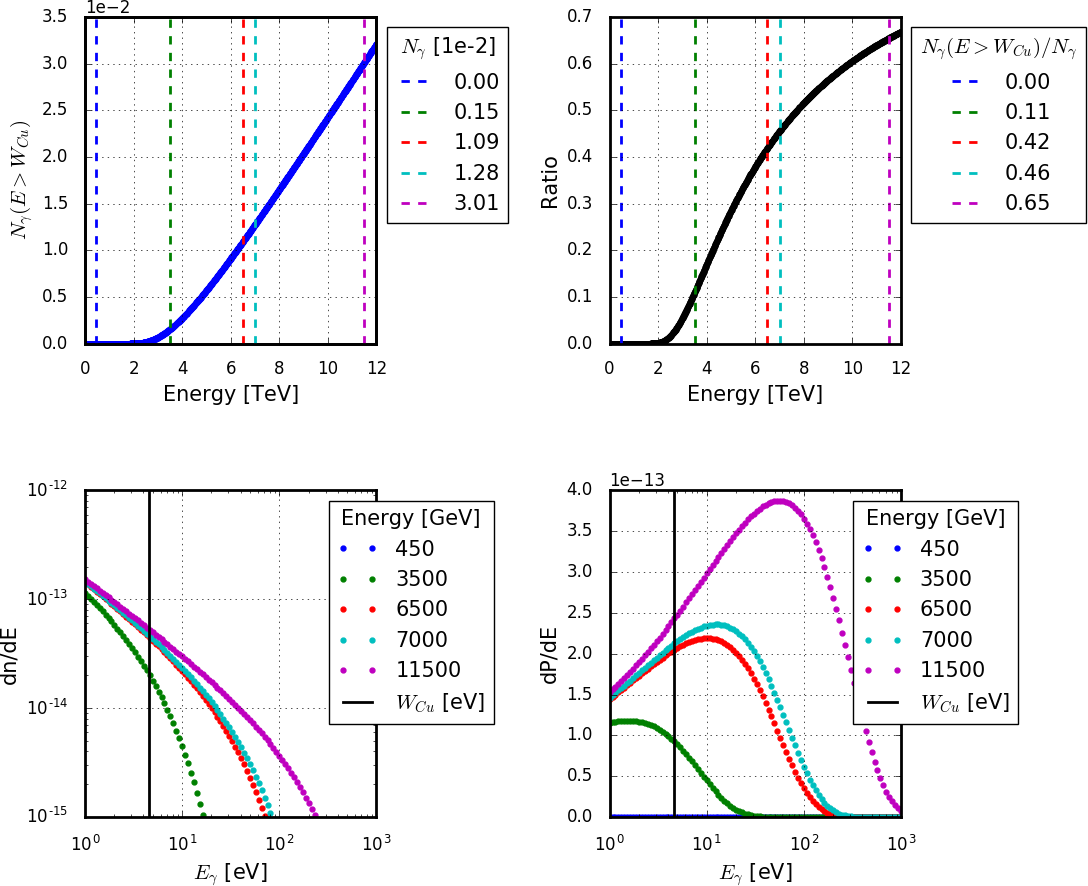 1e−2
3.5
3.0
2.5
2.0
1.5
1.0
0.5
0.0
N_γ(E > W_Cu)
0 2 4 6 8 10 12
Energy [TeV]
N_γ [1e-2]
0.00
0.15
1.09
1.28
3.01
0.7
0.6
0.5
0.4
0.3
0.2
0.1
0.0
Ratio
0 2 4 6 8 10 12
Energy [TeV]
N_γ(E > W_Cu)/N_γ
0.00
0.11
0.42
0.46
0.65
10^-12
10^-13
10^-14
10^-15
dn/dE
10^0 10^1 10^2 10^3
E_γ [eV]
Energy [GeV]
450
3500
6500
7000
11500
W_Cu [eV]
1e−13
4.0
3.5
3.0
2.5
2.0
1.5
1.0
0.5
0.0
dP/dE
10^0 10^1 10^2 10^3
E_γ [eV]
Energy [GeV]
450
3500
6500
7000
11500
W_Cu [eV]